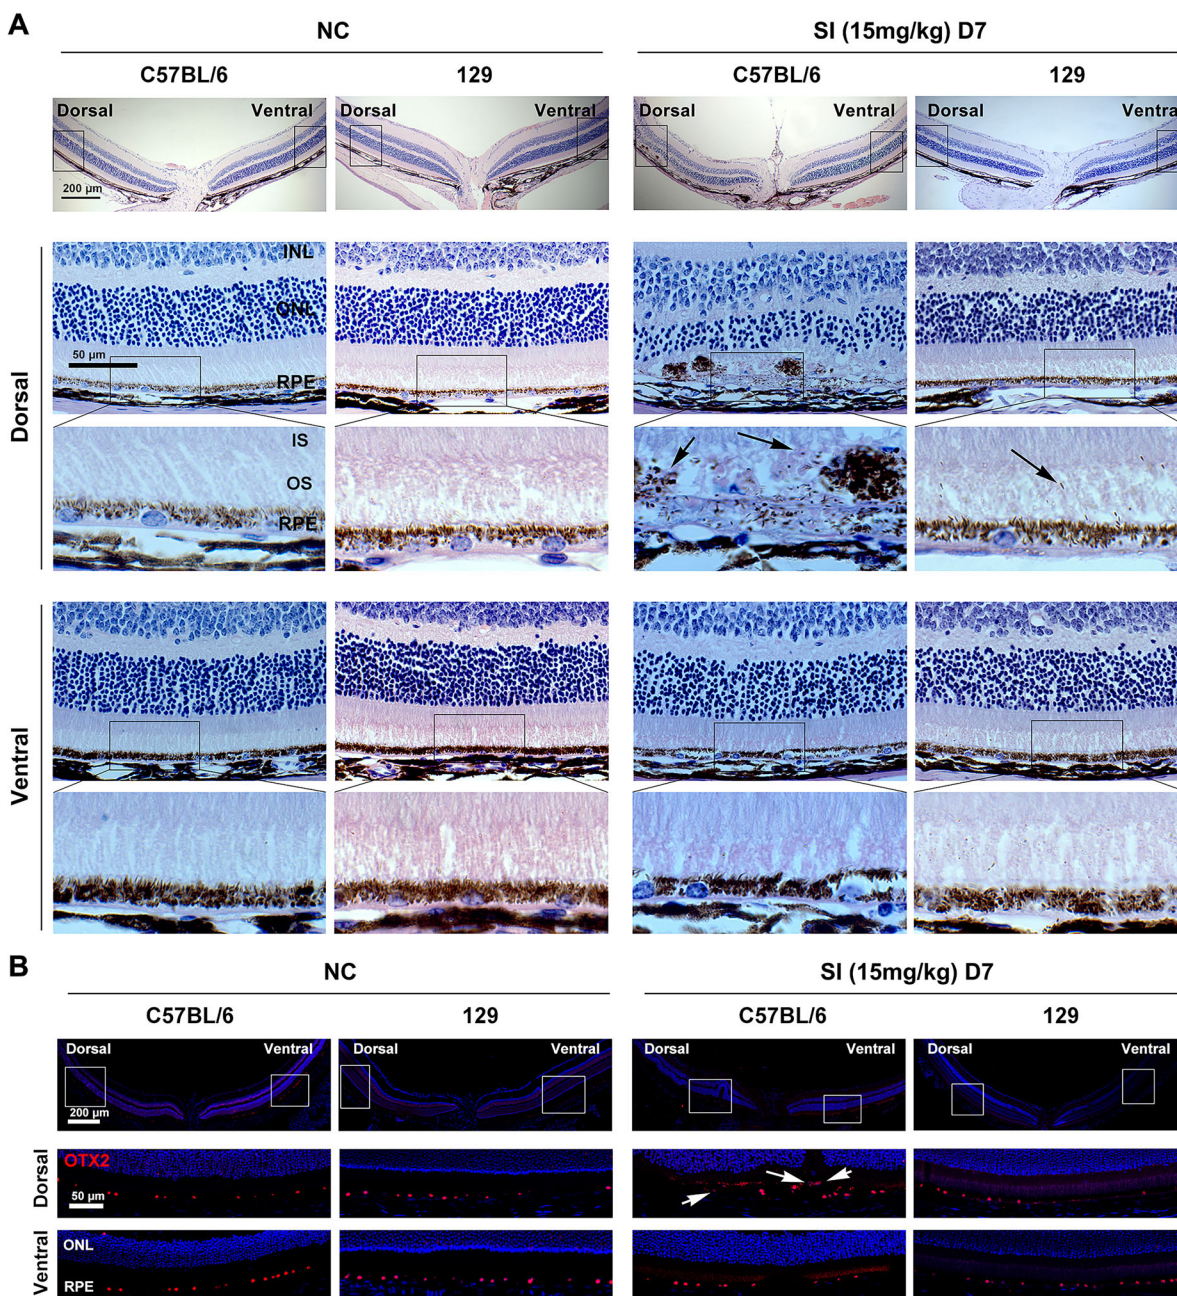 A
NC
SI (15mg/kg) D7
C57BL/6
129
C57BL/6
129
Dorsal
Ventral
Dorsal
Ventral
Dorsal
Ventral
Dorsal
Ventral
200 µm
Dorsal
INL
ONL
50 µm
RPE
IS
OS
RPE
Ventral
B
NC
SI (15mg/kg) D7
C57BL/6
129
C57BL/6
129
Dorsal
Ventral
Dorsal
Ventral
Dorsal
Ventral
Dorsal
Ventral
200 µm
Dorsal
OTX2
50 µm
Ventral
ONL
RPE